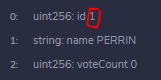 0: uint256: id 1
1: string: name PERRIN
2: uint256: voteCount 0